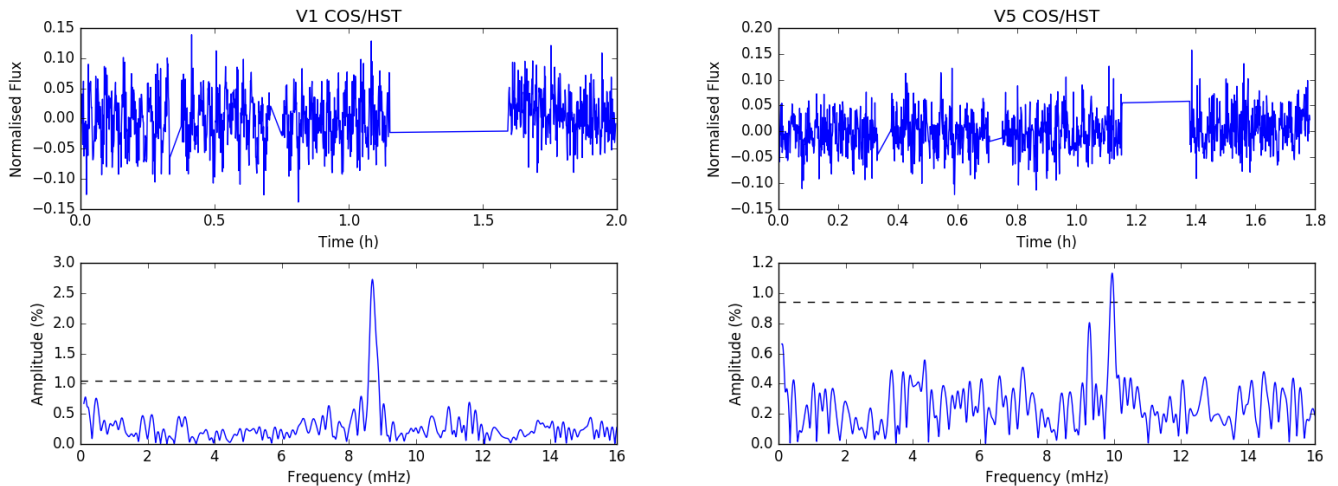 V1 COS/HST
Normalised Flux
0.15
0.10
0.05
0.00
−0.05
−0.10
−0.15
0.0 0.5 1.0 1.5 2.0
Time (h)
Amplitude (%)
3.0
2.5
2.0
1.5
1.0
0.5
0.0
0 2 4 6 8 10 12 14 16
Frequency (mHz)
V5 COS/HST
Normalised Flux
0.20
0.15
0.10
0.05
0.00
−0.05
−0.10
−0.15
0.0 0.2 0.4 0.6 0.8 1.0 1.2 1.4 1.6 1.8
Time (h)
Amplitude (%)
1.2
1.0
0.8
0.6
0.4
0.2
0.0
0 2 4 6 8 10 12 14 16
Frequency (mHz)